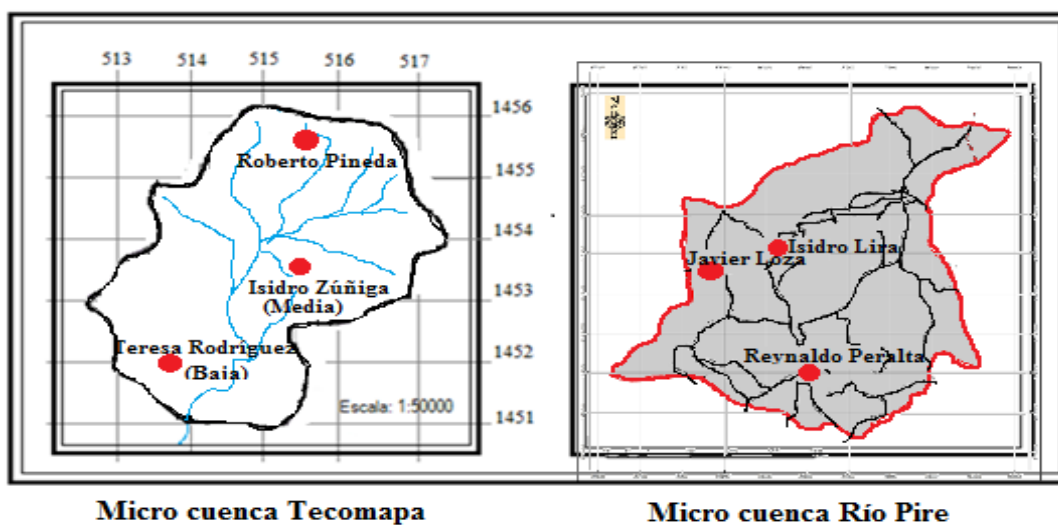 513 514 515 516 517
1456
1455
1454
1453
1452
1451
Roberto Pineda
Isidro Zúñiga
(Media)
Teresa Rodríguez
(Baja)
Escala: 1:50000
Isidro Lira
Javier Loza
Reynaldo Peralta
Micro cuenca Tecomapa
Micro cuenca Río Pire